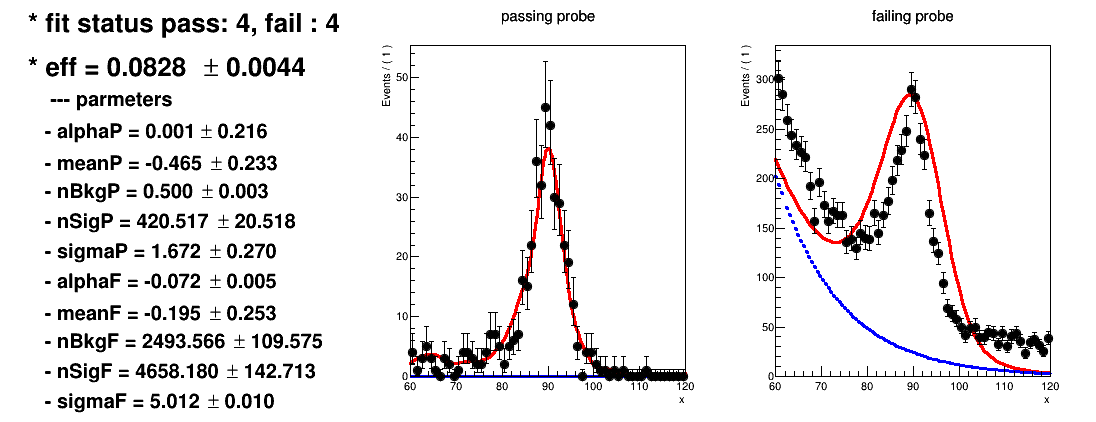 * fit status pass: 4, fail : 4
* eff = 0.0828 ± 0.0044
--- parmeters
- alphaP = 0.001 ± 0.216
- meanP = -0.465 ± 0.233
- nBkgP = 0.500 ± 0.003
- nSigP = 420.517 ± 20.518
- sigmaP = 1.672 ± 0.270
- alphaF = -0.072 ± 0.005
- meanF = -0.195 ± 0.253
- nBkgF = 2493.566 ± 109.575
- nSigF = 4658.180 ± 142.713
- sigmaF = 5.012 ± 0.010
passing probe
Events / ( 1 )
50
40
30
20
10
0
60 70 80 90 100 110 120
x
failing probe
Events / ( 1 )
300
250
200
150
100
50
0
60 70 80 90 100 110 120
x